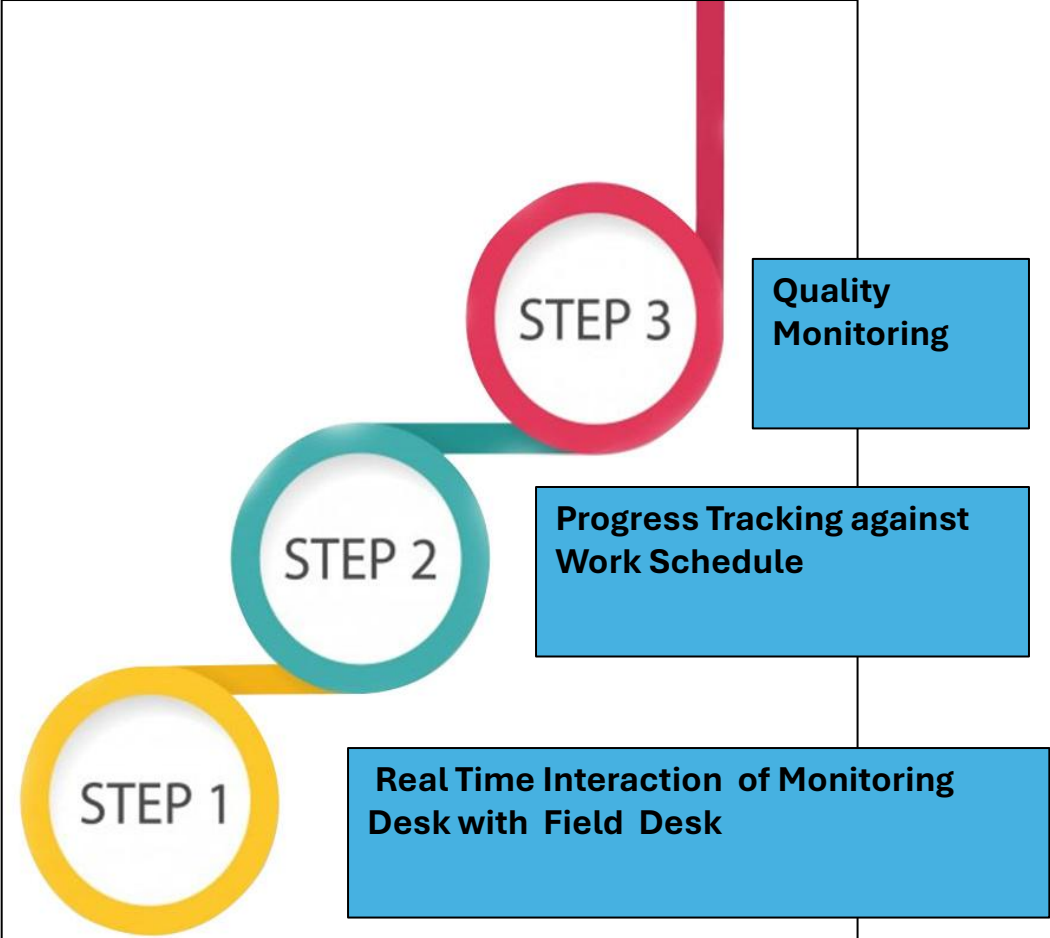 STEP 3
Quality
Monitoring
STEP 2
Progress Tracking against
Work Schedule
STEP 1
Real Time Interaction of Monitoring
Desk with Field Desk